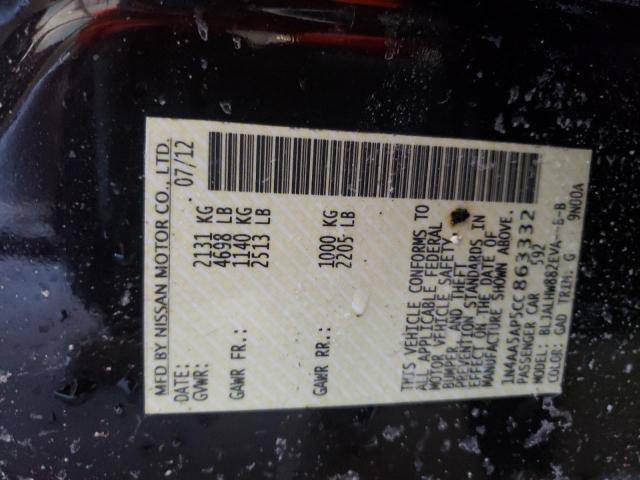 MFD BY NISSAN MOTOR CO., LTD.
DATE: 07/12
GVWR: 2131 KG
4698 LB
GAWR FR.: 1140 KG
2513 LB
GAWR RR.: 1000 KG
2205 LB
THIS VEHICLE CONFORMS TO
ALL APPLICABLE FEDERAL
MOTOR VEHICLE SAFETY,
BUMPER, AND THEFT
PREVENTION STANDARDS IN
EFFECT ON THE DATE OF
MANUFACTURE SHOWN ABOVE.
1N4AA5AP5CC863332
PASSENGER CAR 592
MODEL: BLJALHW882EVA--B-B
COLOR: GAD TRIM: G 9N00A